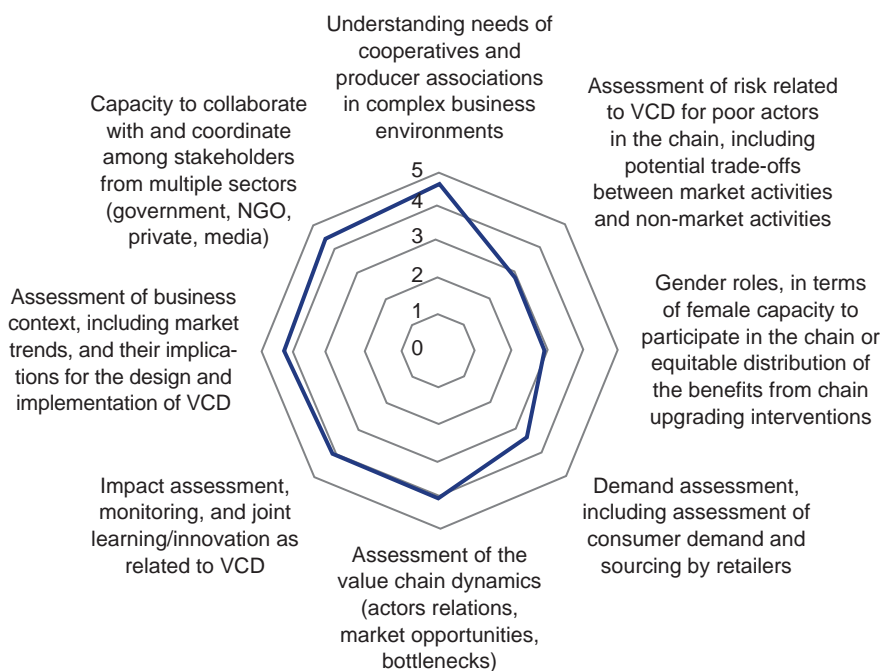 Understanding needs of
cooperatives and
producer associations
in complex business
environments
Assessment of risk related
to VCD for poor actors
in the chain, including
potential trade-offs
between market activities
and non-market activities
Gender roles, in terms
of female capacity to
participate in the chain or
equitable distribution of
the benefits from chain
upgrading interventions
Demand assessment,
including assessment of
consumer demand and
sourcing by retailers
Assessment of the
value chain dynamics
(actors relations,
market opportunities,
bottlenecks)
Impact assessment,
monitoring, and joint
learning/innovation as
related to VCD
Assessment of business
context, including market
trends, and their implica-
tions for the design and
implementation of VCD
Capacity to collaborate
with and coordinate
among stakeholders
from multiple sectors
(government, NGO,
private, media)
5
4
3
2
1
0